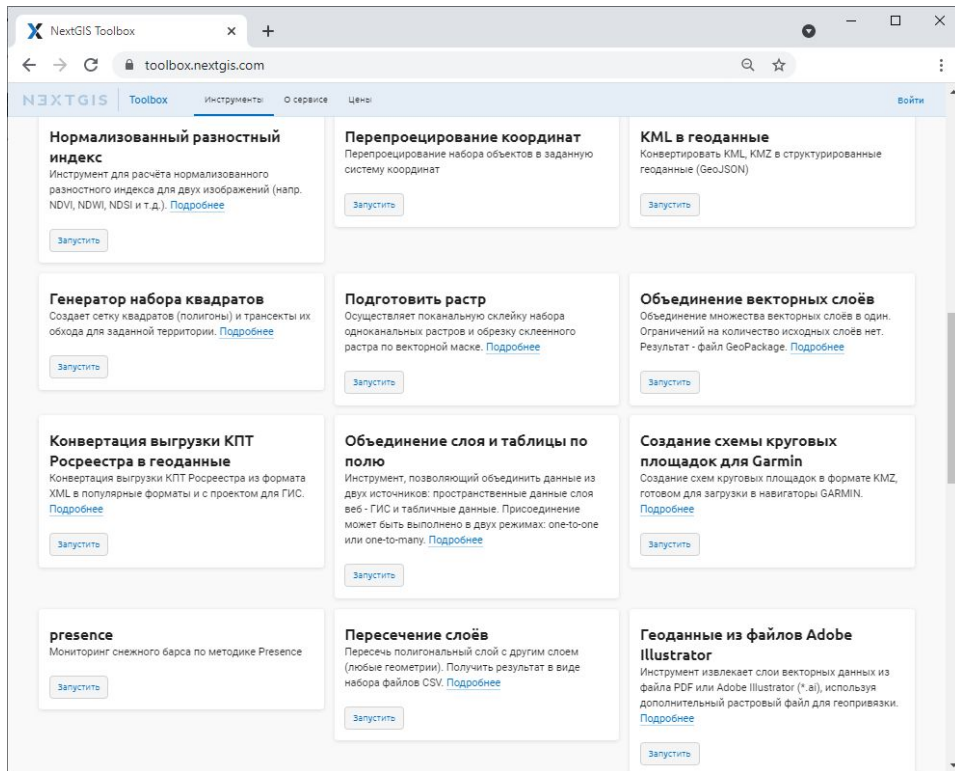 NextGIS Toolbox
toolbox.nextgis.com
NEXTGIS Toolbox Инструменты О сервисе Цены Войти
Нормализованный разностный
индекс
Инструмент для расчёта нормализованного
разностного индекса для двух изображений (напр.
NDVI, NDWI, NDSI и т.д.). Подробнее
Запустить
Перепроецирование координат
Перепроецирование набора объектов в заданную
систему координат
Запустить
KML в геоданные
Конвертировать KML, KMZ в структурированные
геоданные (GeoJSON)
Запустить
Генератор набора квадратов
Создает сетку квадратов (полигоны) и трансекты их
обхода для заданной территории. Подробнее
Запустить
Подготовить растр
Осуществляет поканальную склейку набора
одноканальных растров и обрезку склеенного
растра по векторной маске. Подробнее
Запустить
Объединение векторных слоёв
Объединение множества векторных слоёв в один.
Ограничений на количество исходных слоёв нет.
Результат - файл GeoPackage. Подробнее
Запустить
Конвертация выгрузки КПТ
Росреестра в геоданные
Конвертация выгрузки КПТ Росреестра из формата
XML в популярные форматы и с проектом для ГИС.
Подробнее
Запустить
Объединение слоя и таблицы по
полю
Инструмент, позволяющий объединить данные из
двух источников: пространственные данные слоя
веб - ГИС и табличные данные. Присоединение
может быть выполнено в двух режимах: one-to-one
или one-to-many. Подробнее
Запустить
Создание схемы круговых
площадок для Garmin
Создание схем круговых площадок в формате KMZ,
готовом для загрузки в навигаторы GARMIN.
Подробнее
Запустить
presence
Мониторинг снежного барса по методике Presence
Запустить
Пересечение слоёв
Пересечь полигональный слой с другим слоем
(любые геометрии). Получить результат в виде
набора файлов CSV. Подробнее
Запустить
Геоданные из файлов Adobe
Illustrator
Инструмент извлекает слои векторных данных из
файла PDF или Adobe Illustrator (*.ai), используя
дополнительный растровый файл для геопривязки.
Подробнее
Запустить